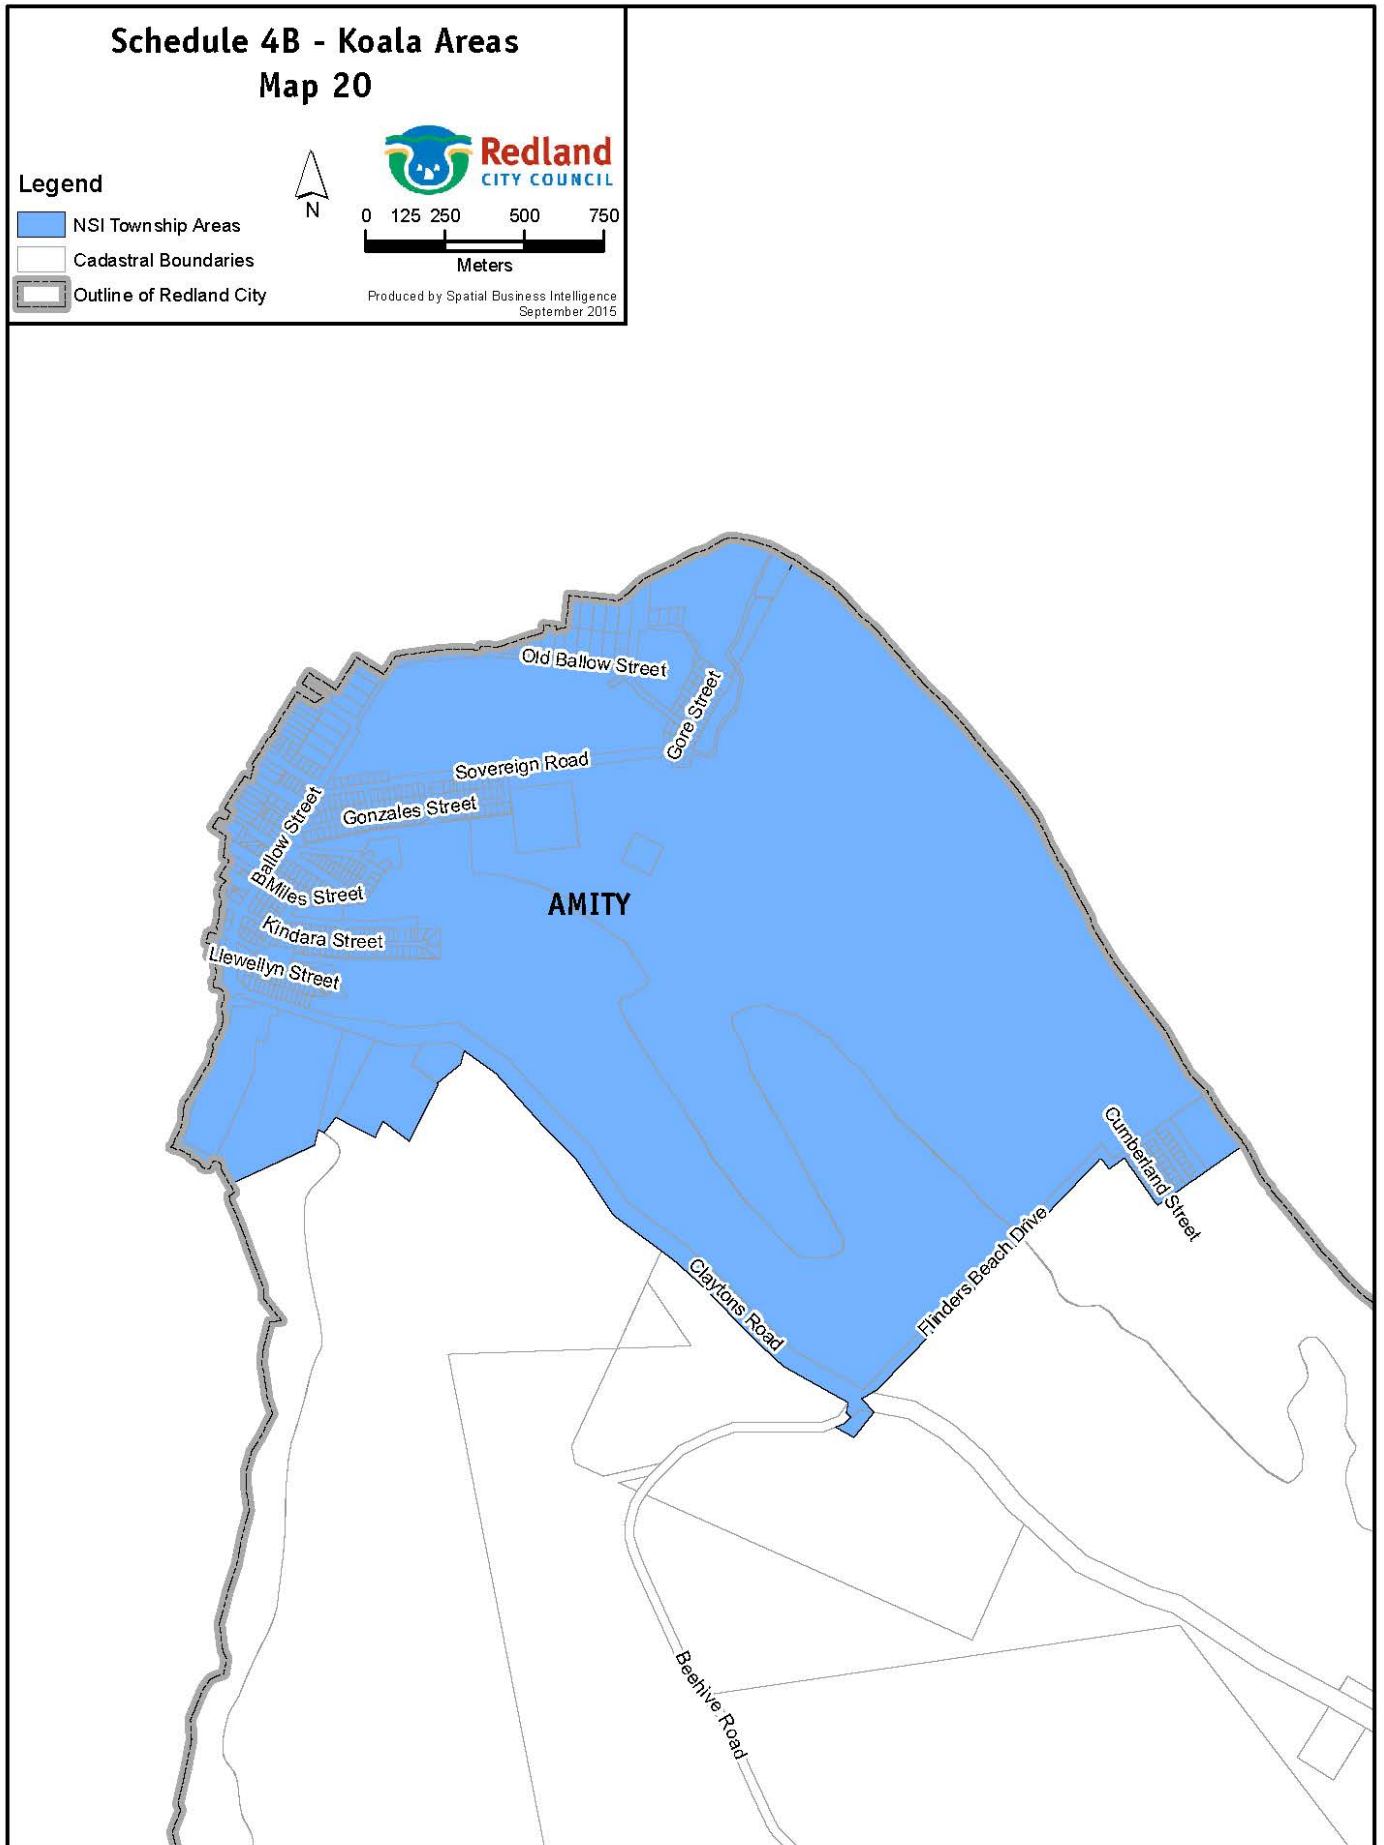 Schedule 4B - Koala Areas
Map 20
Redland
CITY COUNCIL
Legend
N
0 125 250 500 750
Meters
NSI Township Areas
Cadastral Boundaries
Outline of Redland City
Produced by Spatial Business Intelligence
September 2015
Old Ballow Street
Gore Street
Sovereign Road
Gonzales Street
Ballow Street
Miles Street
AMITY
Kindara Street
Llewellyn Street
Cumberland Street
Flinders Beach Drive
Claytons Road
Beehive Road